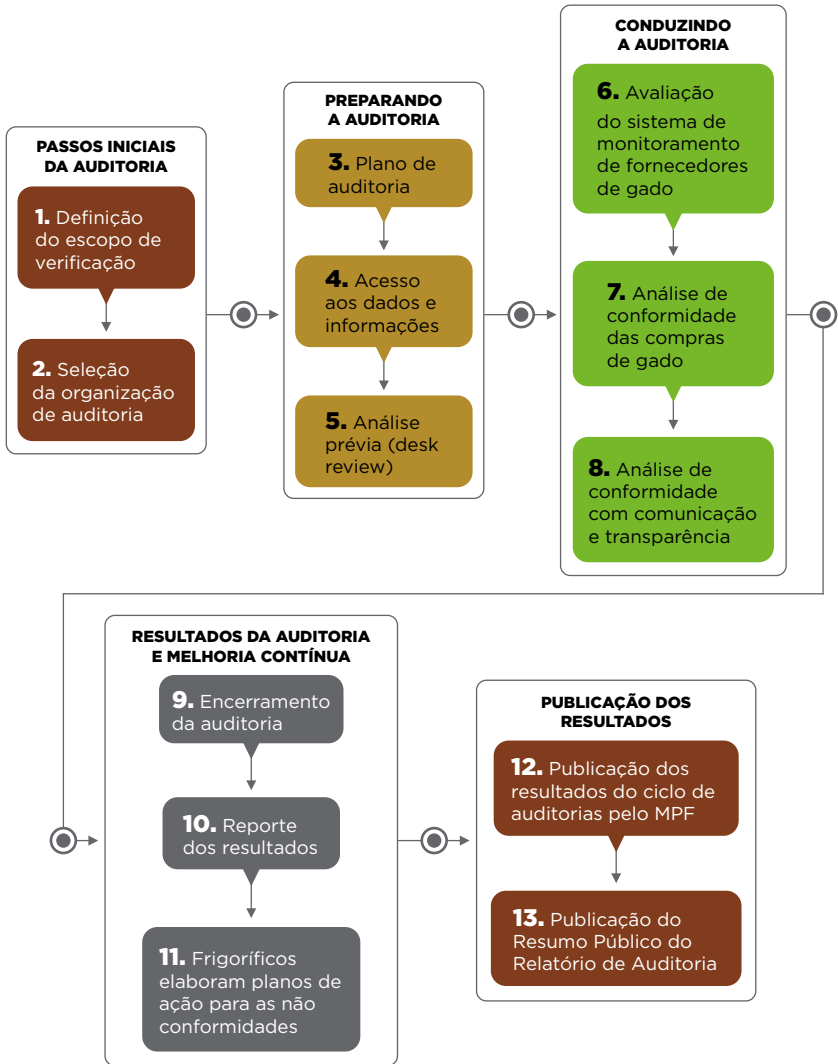 PASSOS INICIAIS
DA AUDITORIA
1. Definição
do escopo de
verificação
2. Seleção
da organização
de auditoria
PREPARANDO
A AUDITORIA
3. Plano de
auditoria
4. Acesso
aos dados e
informações
5. Análise
prévia (desk
review)
CONDUZINDO
A AUDITORIA
6. Avaliação
do sistema de
monitoramento
de fornecedores
de gado
7. Análise de
conformidade
das compras
de gado
8. Análise de
conformidade
com comunicação
e transparência
RESULTADOS DA AUDITORIA
E MELHORIA CONTÍNUA
9. Encerramento
da auditoria
10. Reporte
dos resultados
11. Frigoríficos
elaboram planos de
ação para as não
conformidades
PUBLICAÇÃO DOS
RESULTADOS
12. Publicação dos
resultados do ciclo de
auditorias pelo MPF
13. Publicação do
Resumo Público do
Relatório de Auditoria